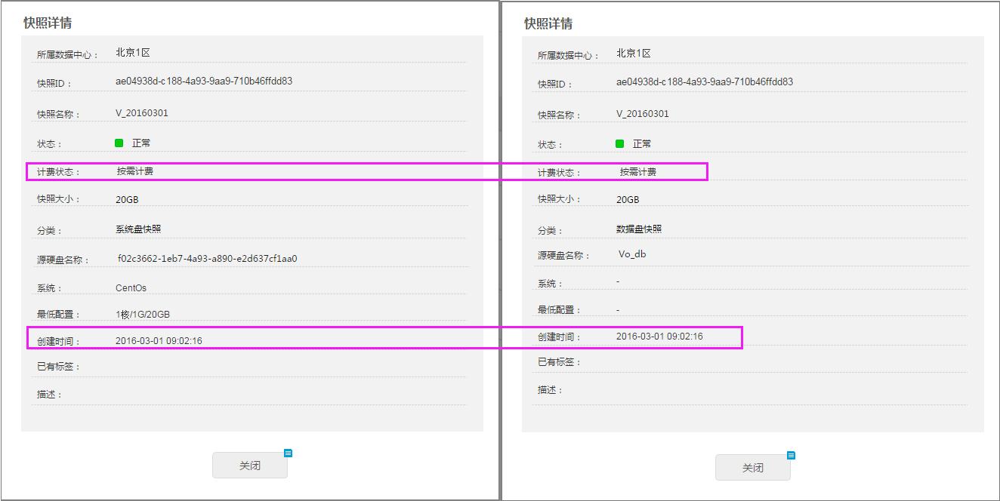 快照详情
所属数据中心： 北京1区
快照ID： ae04938d-c188-4a93-9aa9-710b46ffdd83
快照名称： V_20160301
状态： 正常
计费状态： 按需计费
快照大小： 20GB
分类： 系统盘快照
源硬盘名称： f02c3662-1eb7-4a93-a890-e2d637cf1aa0
系统： CentOs
最低配置： 1核/1G/20GB
创建时间： 2016-03-01 09:02:16
已有标签：
描述：
关闭
快照详情
所属数据中心： 北京1区
快照ID： ae04938d-c188-4a93-9aa9-710b46ffdd83
快照名称： V_20160301
状态： 正常
计费状态： 按需计费
快照大小： 20GB
分类： 数据盘快照
源硬盘名称： Vo_db
系统： -
最低配置： -
创建时间： 2016-03-01 09:02:16
已有标签：
描述：
关闭